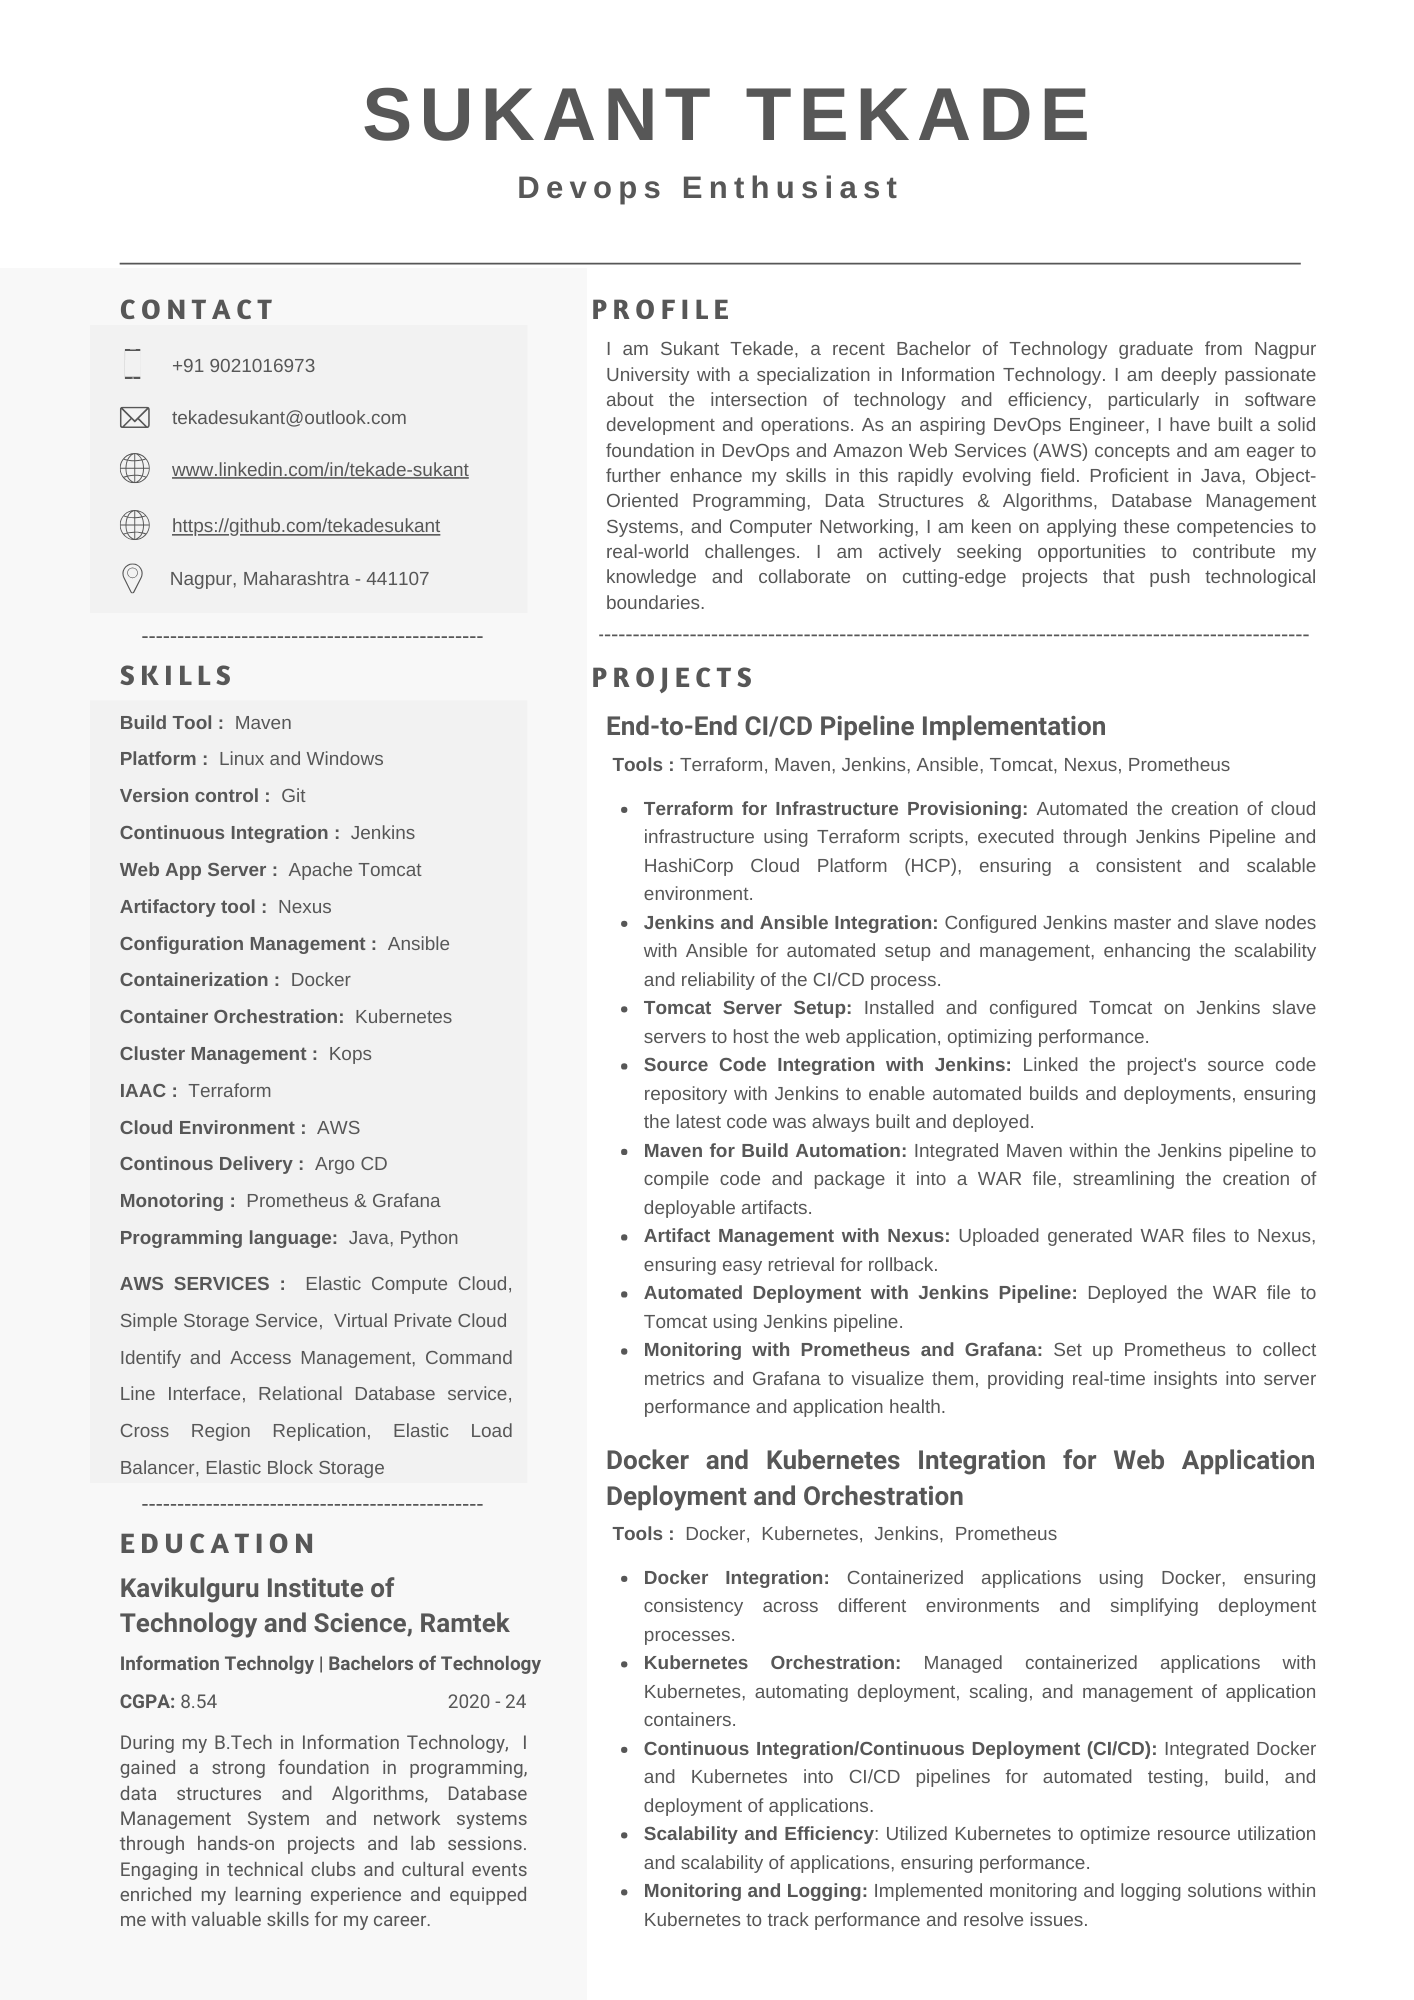 SUKANT TEKADE
Devops Enthusiast
CONTACT
+91 9021016973
tekadesukant@outlook.com
www.linkedin.com/in/tekade-sukant
https://github.com/tekadesukant
Nagpur, Maharashtra - 441107
------------------------------------------------
SKILLS
Build Tool : Maven
Platform : Linux and Windows
Version control : Git
Continuous Integration : Jenkins
Web App Server : Apache Tomcat
Artifactory tool : Nexus
Configuration Management : Ansible
Containerization : Docker
Container Orchestration: Kubernetes
Cluster Management : Kops
IAAC : Terraform
Cloud Environment : AWS
Continous Delivery : Argo CD
Monotoring : Prometheus & Grafana
Programming language: Java, Python
AWS SERVICES : Elastic Compute Cloud,
Simple Storage Service, Virtual Private Cloud
Identify and Access Management, Command
Line Interface, Relational Database service,
Cross Region Replication, Elastic Load
Balancer, Elastic Block Storage
------------------------------------------------
EDUCATION
Kavikulguru Institute of
Technology and Science, Ramtek
Information Technolgy | Bachelors of Technology
CGPA: 8.54 2020 - 24
During my B.Tech in Information Technology, I
gained a strong foundation in programming,
data structures and Algorithms, Database
Management System and network systems
through hands-on projects and lab sessions.
Engaging in technical clubs and cultural events
enriched my learning experience and equipped
me with valuable skills for my career.
PROFILE
I am Sukant Tekade, a recent Bachelor of Technology graduate from Nagpur
University with a specialization in Information Technology. I am deeply passionate
about the intersection of technology and efficiency, particularly in software
development and operations. As an aspiring DevOps Engineer, I have built a solid
foundation in DevOps and Amazon Web Services (AWS) concepts and am eager to
further enhance my skills in this rapidly evolving field. Proficient in Java, Object-
Oriented Programming, Data Structures & Algorithms, Database Management
Systems, and Computer Networking, I am keen on applying these competencies to
real-world challenges. I am actively seeking opportunities to contribute my
knowledge and collaborate on cutting-edge projects that push technological
boundaries.
----------------------------------------------------------------------------------------------------
PROJECTS
End-to-End CI/CD Pipeline Implementation
Tools : Terraform, Maven, Jenkins, Ansible, Tomcat, Nexus, Prometheus
• Terraform for Infrastructure Provisioning: Automated the creation of cloud
infrastructure using Terraform scripts, executed through Jenkins Pipeline and
HashiCorp Cloud Platform (HCP), ensuring a consistent and scalable
environment.
• Jenkins and Ansible Integration: Configured Jenkins master and slave nodes
with Ansible for automated setup and management, enhancing the scalability
and reliability of the CI/CD process.
• Tomcat Server Setup: Installed and configured Tomcat on Jenkins slave
servers to host the web application, optimizing performance.
• Source Code Integration with Jenkins: Linked the project's source code
repository with Jenkins to enable automated builds and deployments, ensuring
the latest code was always built and deployed.
• Maven for Build Automation: Integrated Maven within the Jenkins pipeline to
compile code and package it into a WAR file, streamlining the creation of
deployable artifacts.
• Artifact Management with Nexus: Uploaded generated WAR files to Nexus,
ensuring easy retrieval for rollback.
• Automated Deployment with Jenkins Pipeline: Deployed the WAR file to
Tomcat using Jenkins pipeline.
• Monitoring with Prometheus and Grafana: Set up Prometheus to collect
metrics and Grafana to visualize them, providing real-time insights into server
performance and application health.
Docker and Kubernetes Integration for Web Application
Deployment and Orchestration
Tools : Docker, Kubernetes, Jenkins, Prometheus
• Docker Integration: Containerized applications using Docker, ensuring
consistency across different environments and simplifying deployment
processes.
• Kubernetes Orchestration: Managed containerized applications with
Kubernetes, automating deployment, scaling, and management of application
containers.
• Continuous Integration/Continuous Deployment (CI/CD): Integrated Docker
and Kubernetes into CI/CD pipelines for automated testing, build, and
deployment of applications.
• Scalability and Efficiency: Utilized Kubernetes to optimize resource utilization
and scalability of applications, ensuring performance.
• Monitoring and Logging: Implemented monitoring and logging solutions within
Kubernetes to track performance and resolve issues.